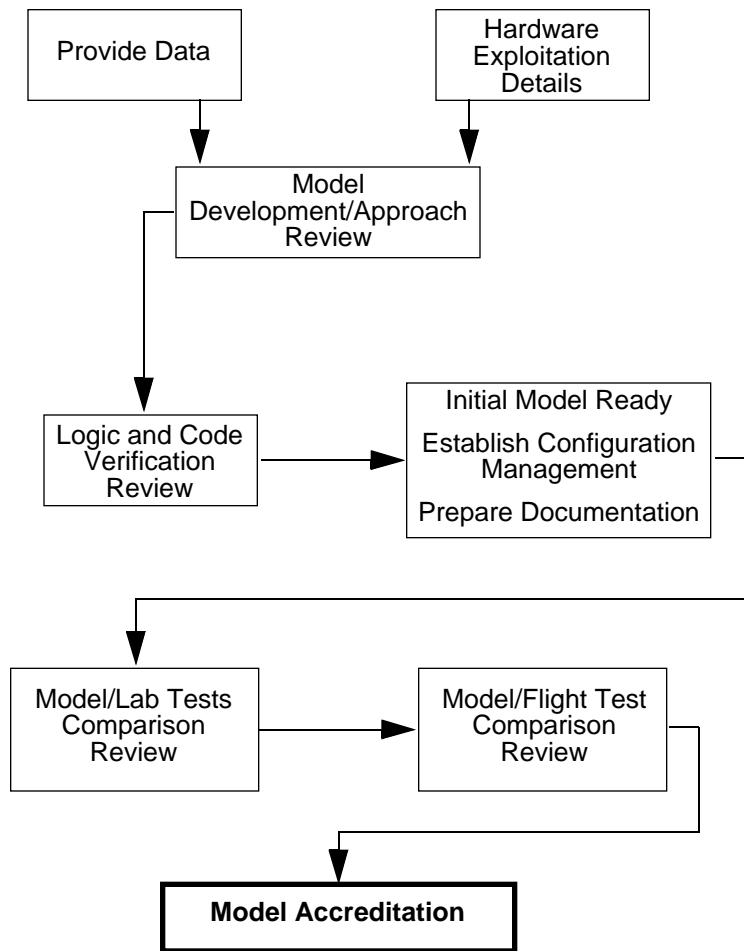 Provide Data
Hardware
Exploitation
Details
Model
Development/Approach
Review
Logic and Code
Verification
Review
Initial Model Ready
Establish Configuration
Management
Prepare Documentation
Model/Lab Tests
Comparison
Review
Model/Flight Test
Comparison
Review
Model Accreditation